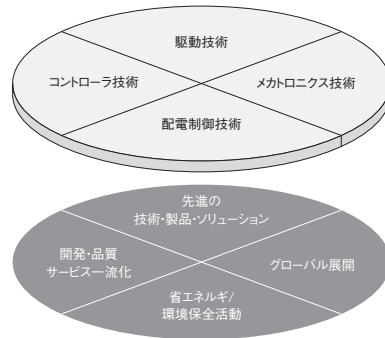 駆動技術
コントローラ技術
メカトロニクス技術
配電制御技術
先進の
技術・製品・ソリューション
開発・品質
サービス一流化
グローバル展開
省エネルギ/
環境保全活動